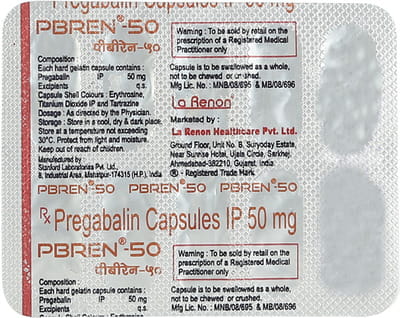 Pregabalin Capsules IP 50 mg
PBREN®-50
पीबीरेन-५०
Warning : To be sold by retail on the
prescription of a Registered Medical
Practitioner only
Composition :
Each hard gelatin capsule contains :
Pregabalin IP 50 mg
Excipients q.s.
Capsule Shell Colours : Erythrosine,
Titanium Dioxide IP and Tartrazine
Dosage : As directed by the Physician.
Storage : Store in cool, dry & dark place.
Store at a temperature not exceeding
30°C. Protect from light and moisture.
Keep out of reach of children.
Manufactured by
Stanford Laboratories Pvt. Ltd.,
8, Industrial Area, Mehatpur-174315 (H.P.), India
Capsule is to be swallowed as a whole,
not to be chewed or crushed.
Mfg Lic. No. : MNB/08/695 & MB/08/696
La Renon
Marketed by :
La Renon Healthcare Pvt. Ltd.
Ground Floor, Unit No. B, Suryoday Estate,
Near Sunrise Hotel, Ujala Circle, Sarkhej,
Ahmedabad-382210, Gujarat, India.
® - Registered Trade Mark
PBREN®-50 PBREN®-50 PBREN®-50
Rx Pregabalin Capsules IP 50 mg
PBREN®-50
पीबीरेन-५०
Warning : To be sold by retail on the
prescription of a Registered Medical
Practitioner only
Composition :
Each hard gelatin capsule contains :
Pregabalin IP 50 mg
Excipients q.s.
Capsule Shell Colours : Erythrosine,
Capsule is to be swallowed as a whole,
not to be chewed or crushed.
Mfg Lic. No. : MNB/08/695 & MB/08/696